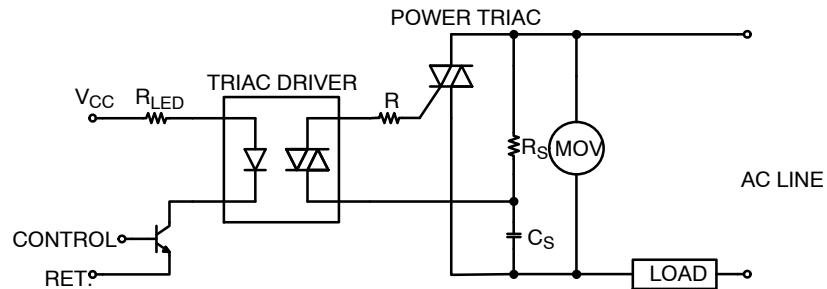 POWER TRIAC
TRIAC DRIVER
VCC
RLED
R
RS
MOV
AC LINE
CONTROL
CS
RET.
LOAD